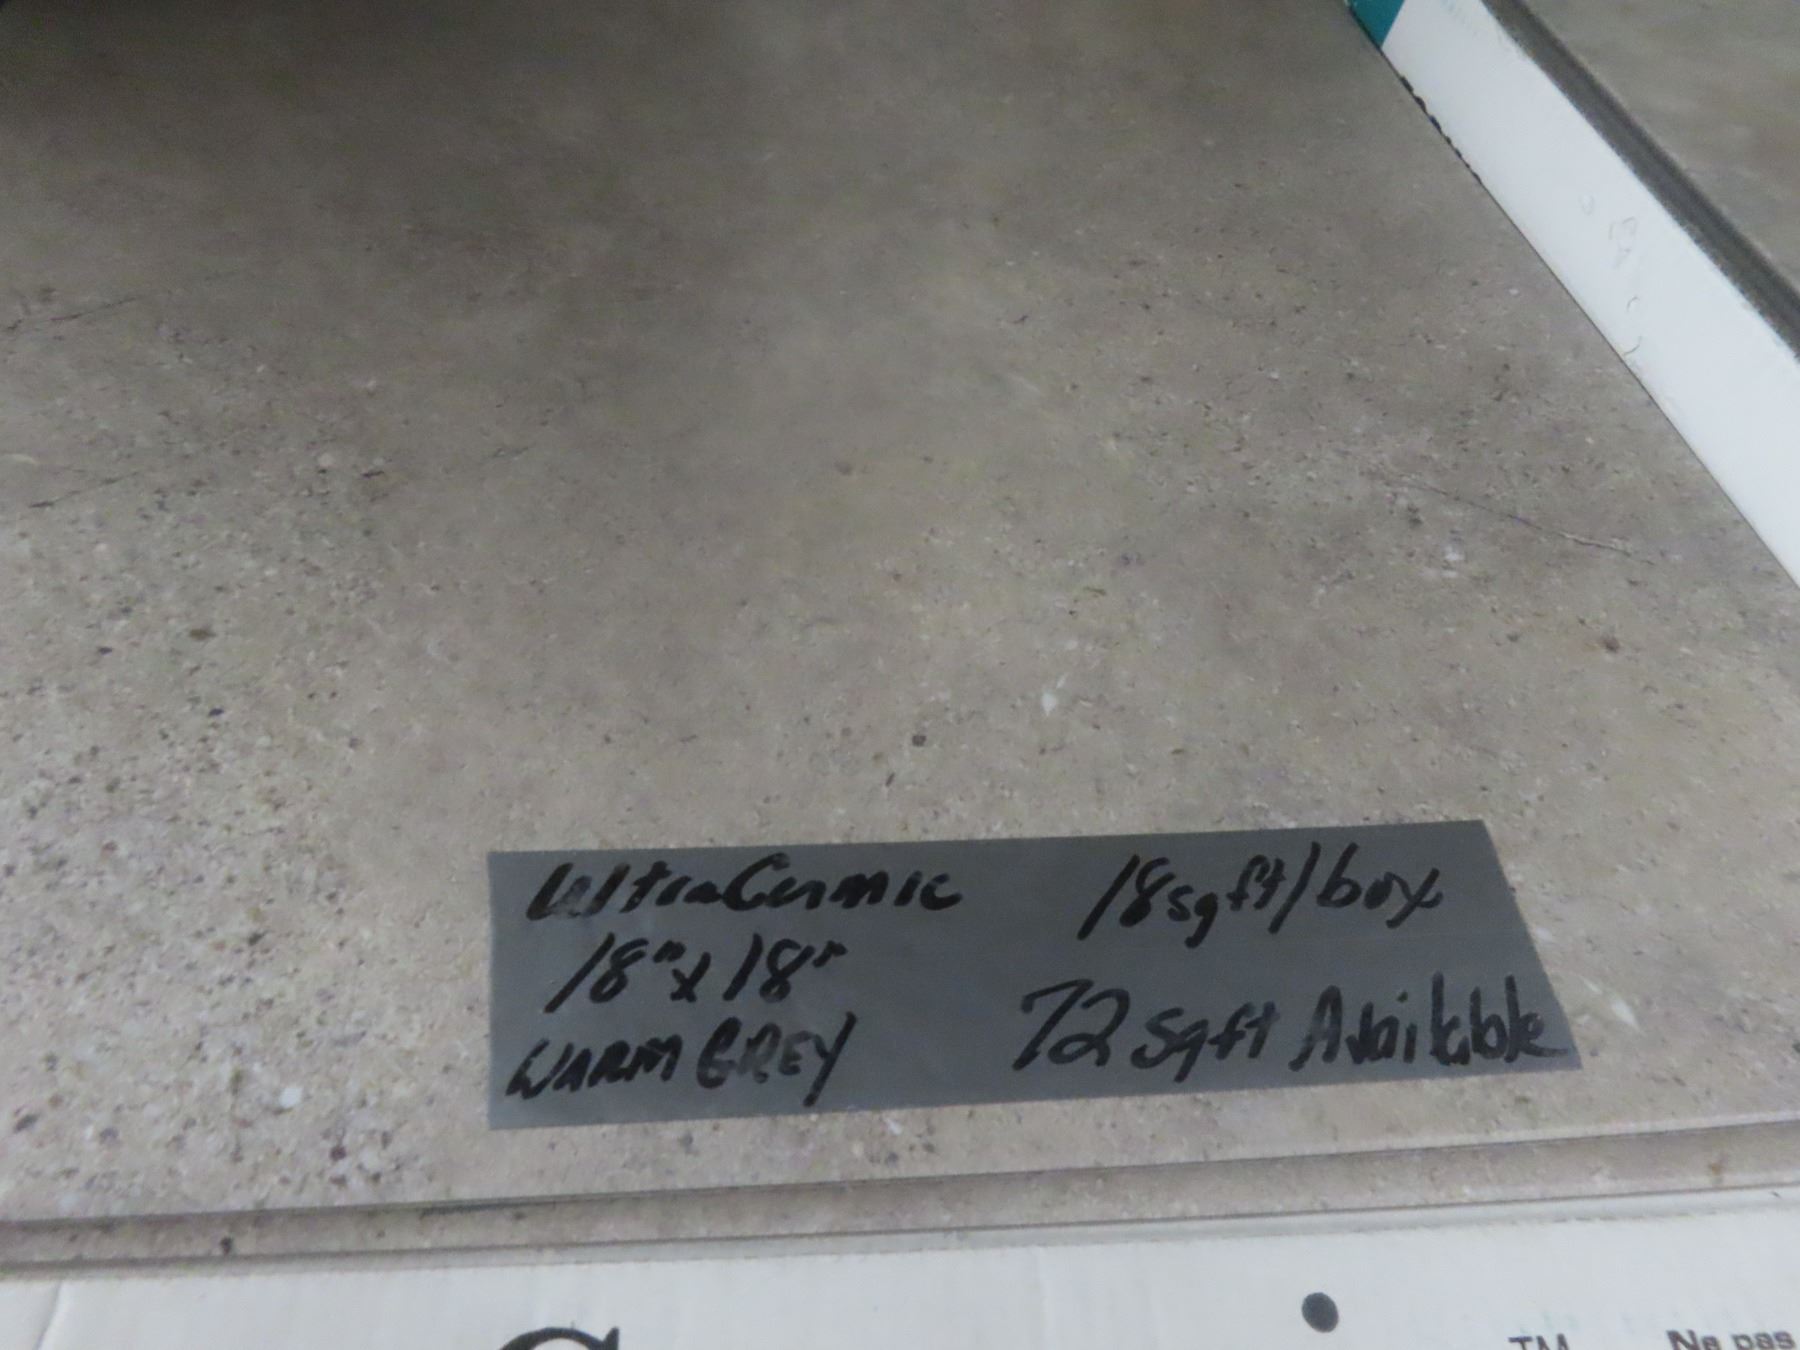 UltraCermic
18"x18"
WARM GREY
18sqft/box
72 sqft Available
TM
Ne pas